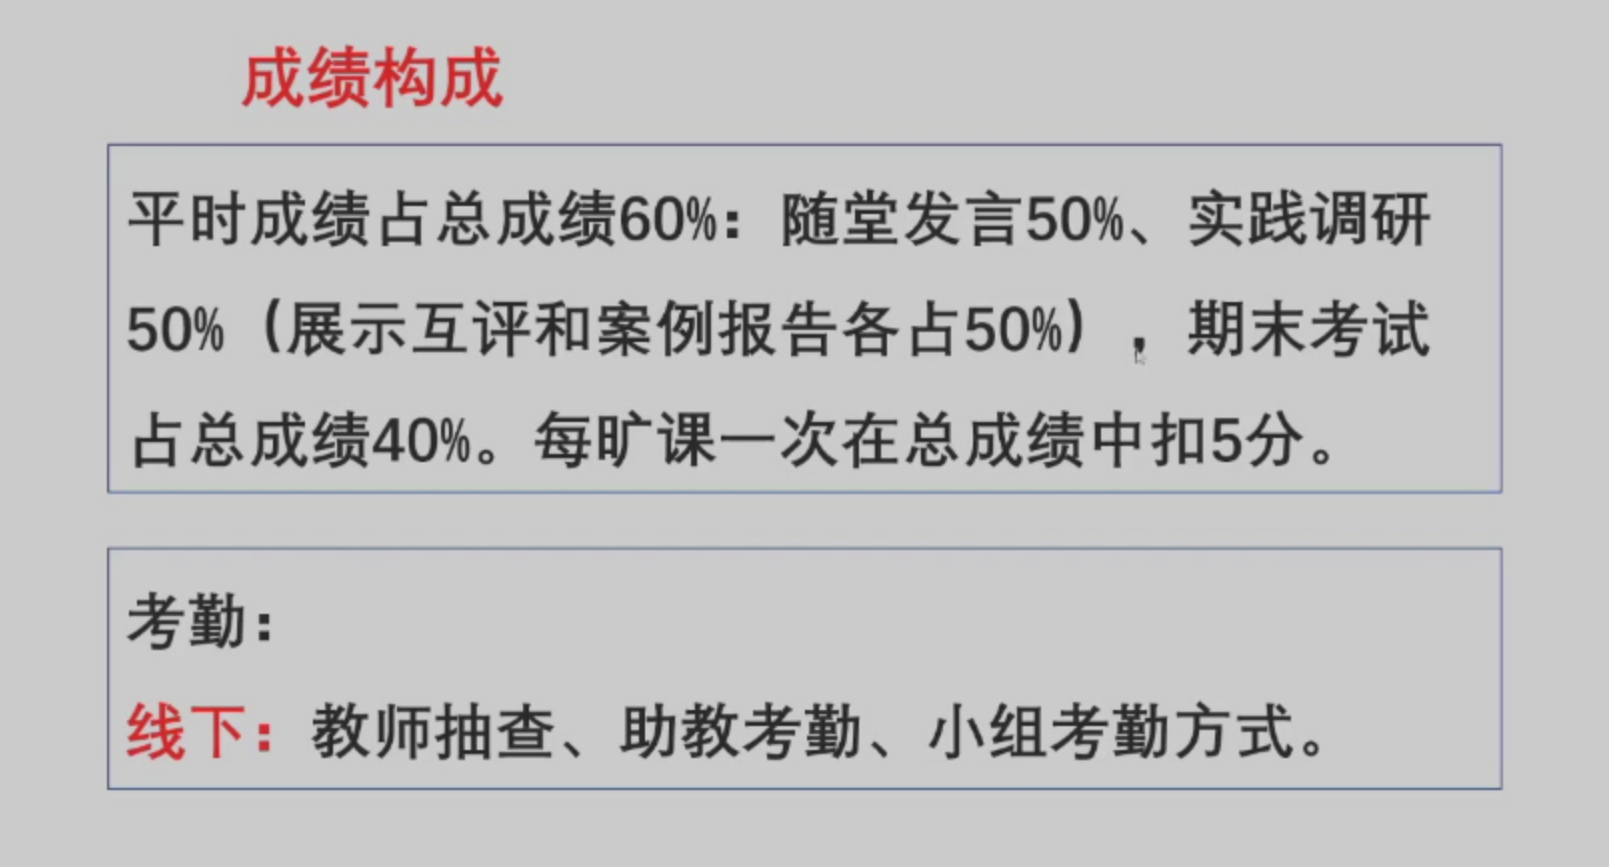 成绩构成
平时成绩占总成绩60%：随堂发言50%、实践调研
50%（展示互评和案例报告各占50%），期末考试
占总成绩40%。每旷课一次在总成绩中扣5分。
考勤：
线下：教师抽查、助教考勤、小组考勤方式。